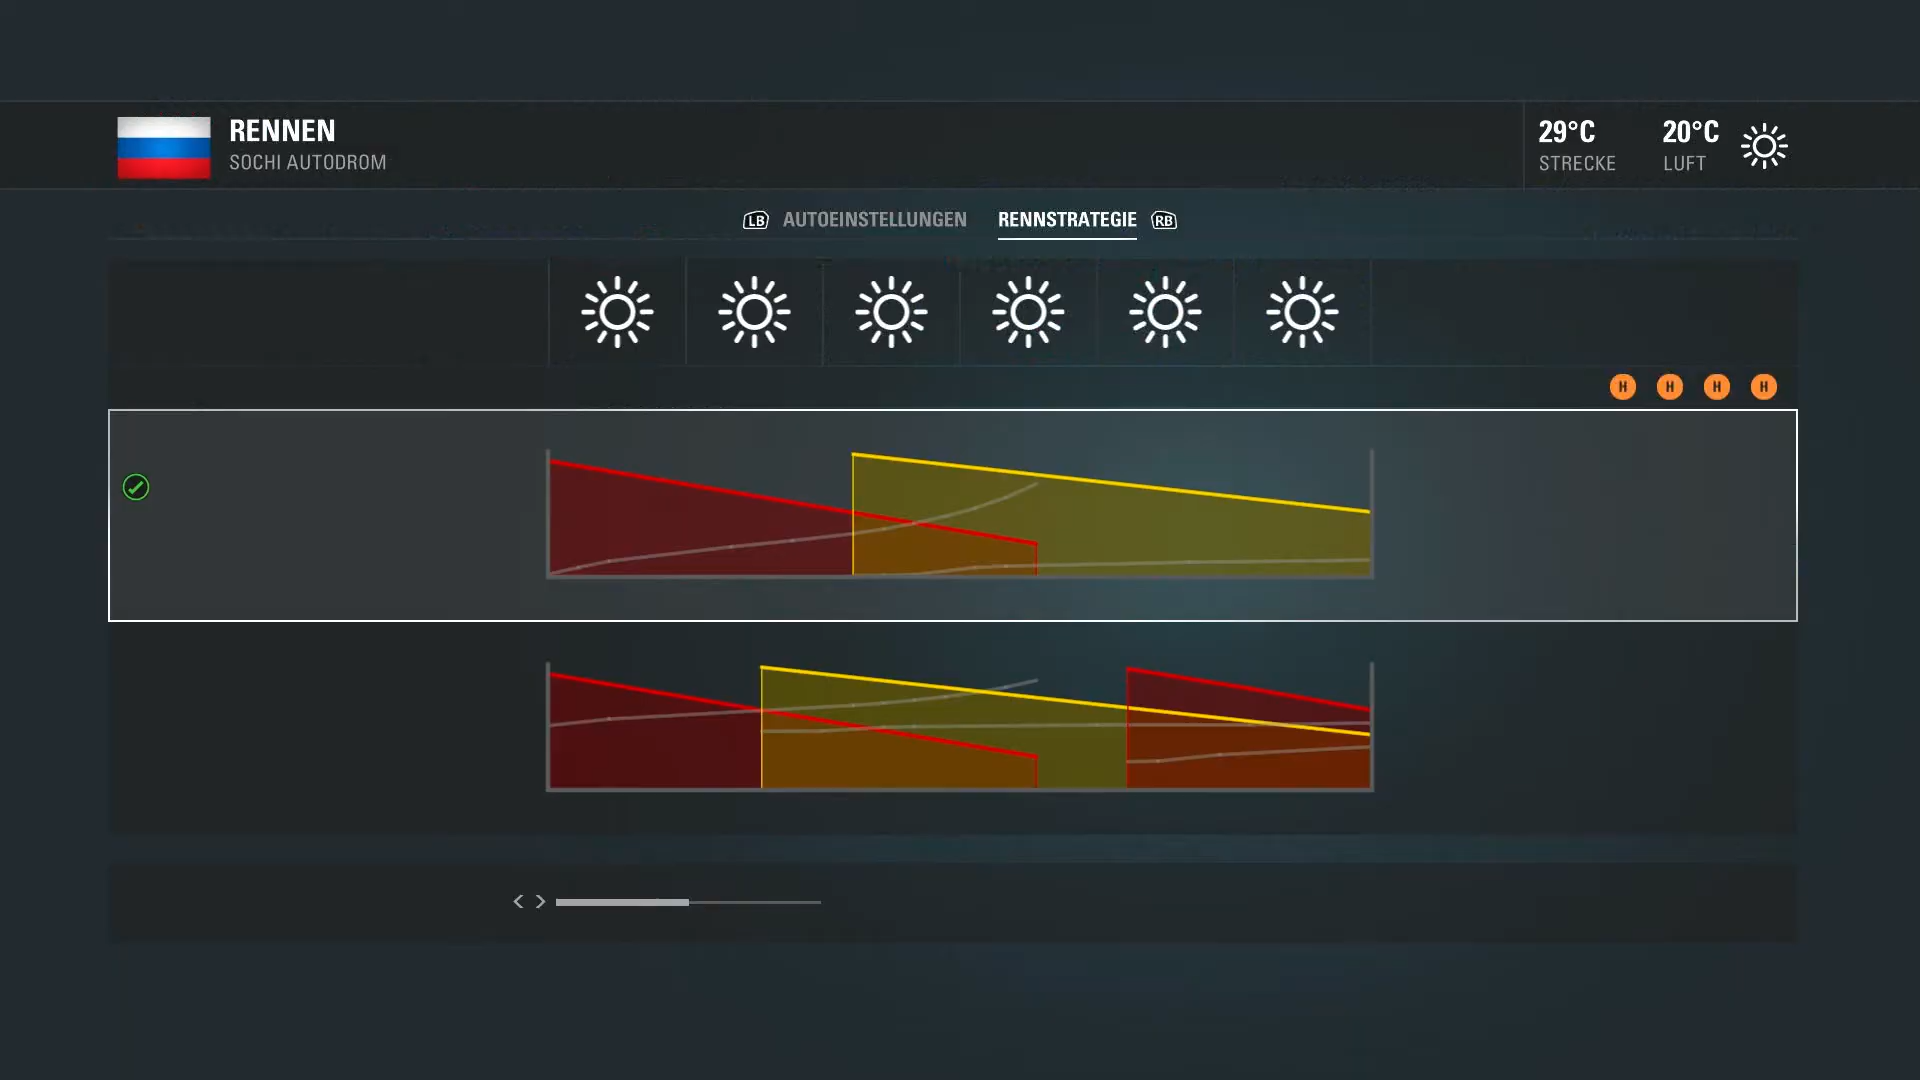 RENNEN
SOCHI AUTODROM
29°C
STRECKE
20°C
LUFT
LB AUTOEINSTELLUNGEN RENNSTRATEGIE RB
H H H H